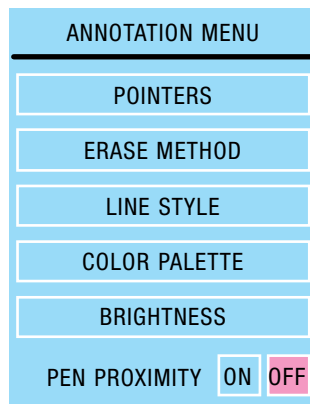 ANNOTATION MENU
POINTERS
ERASE METHOD
LINE STYLE
COLOR PALETTE
BRIGHTNESS
PEN PROXIMITY ON OFF